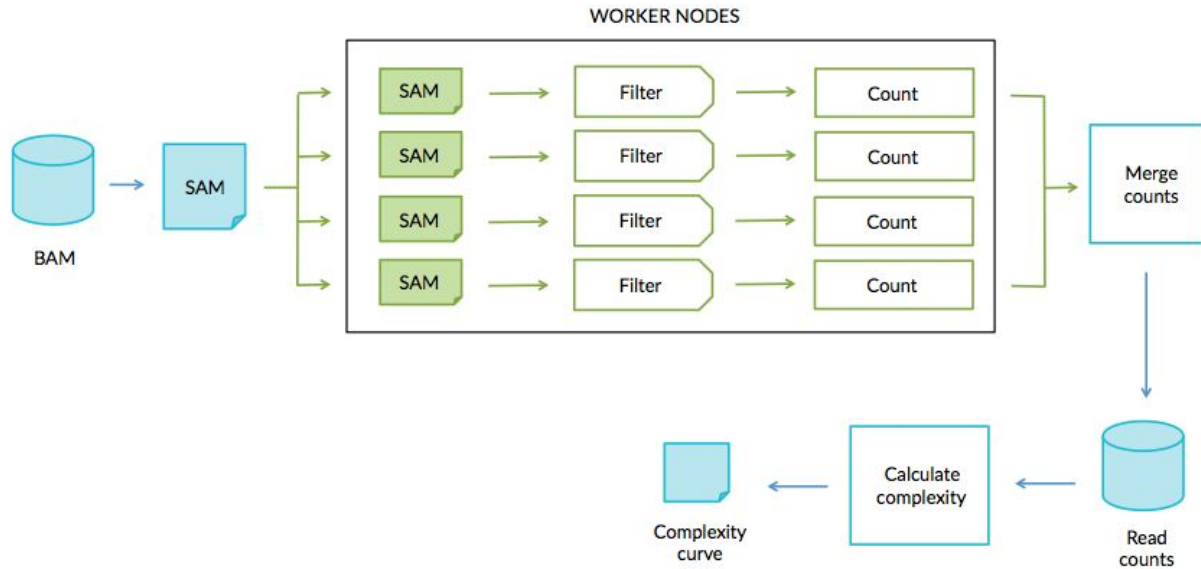 WORKER NODES
SAM
Filter
Count
SAM
Filter
Count
SAM
Filter
Count
SAM
Filter
Count
SAM
BAM
Merge
counts
Calculate
complexity
Complexity
curve
Read
counts